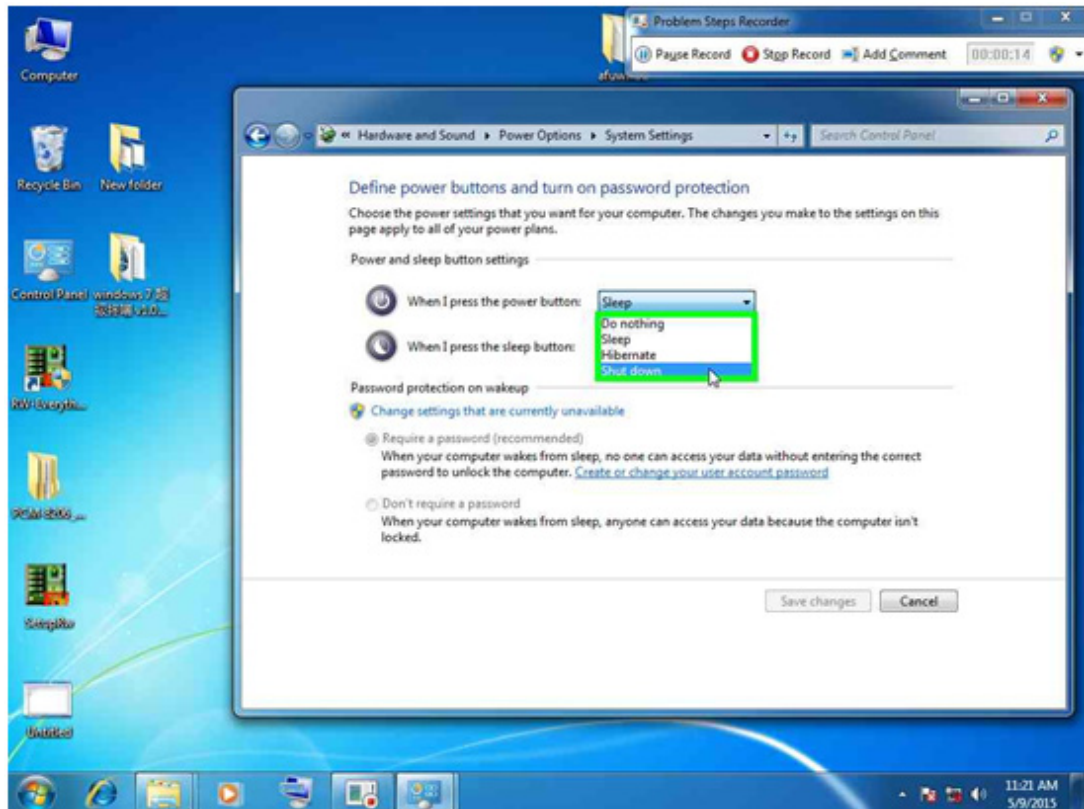 Computer
Recycle Bin
New folder
Control Panel
windows 7
RW-Everyth...
PCM-8206_...
SetupRw
Untitled
Problem Steps Recorder
Pause Record
Stop Record
Add Comment
00:00:14
Hardware and Sound
Power Options
System Settings
Search Control Panel
Define power buttons and turn on password protection
Choose the power settings that you want for your computer. The changes you make to the settings on this
page apply to all of your power plans.
Power and sleep button settings
When I press the power button: Sleep
Do nothing
Sleep
When I press the sleep button:
Hibernate
Shut down
Password protection on wakeup
Change settings that are currently unavailable
Require a password (recommended)
When your computer wakes from sleep, no one can access your data without entering the correct
password to unlock the computer. Create or change your user account password
Don't require a password
When your computer wakes from sleep, anyone can access your data because the computer isn't
locked.
Save changes
Cancel
11:21 AM
5/9/2015